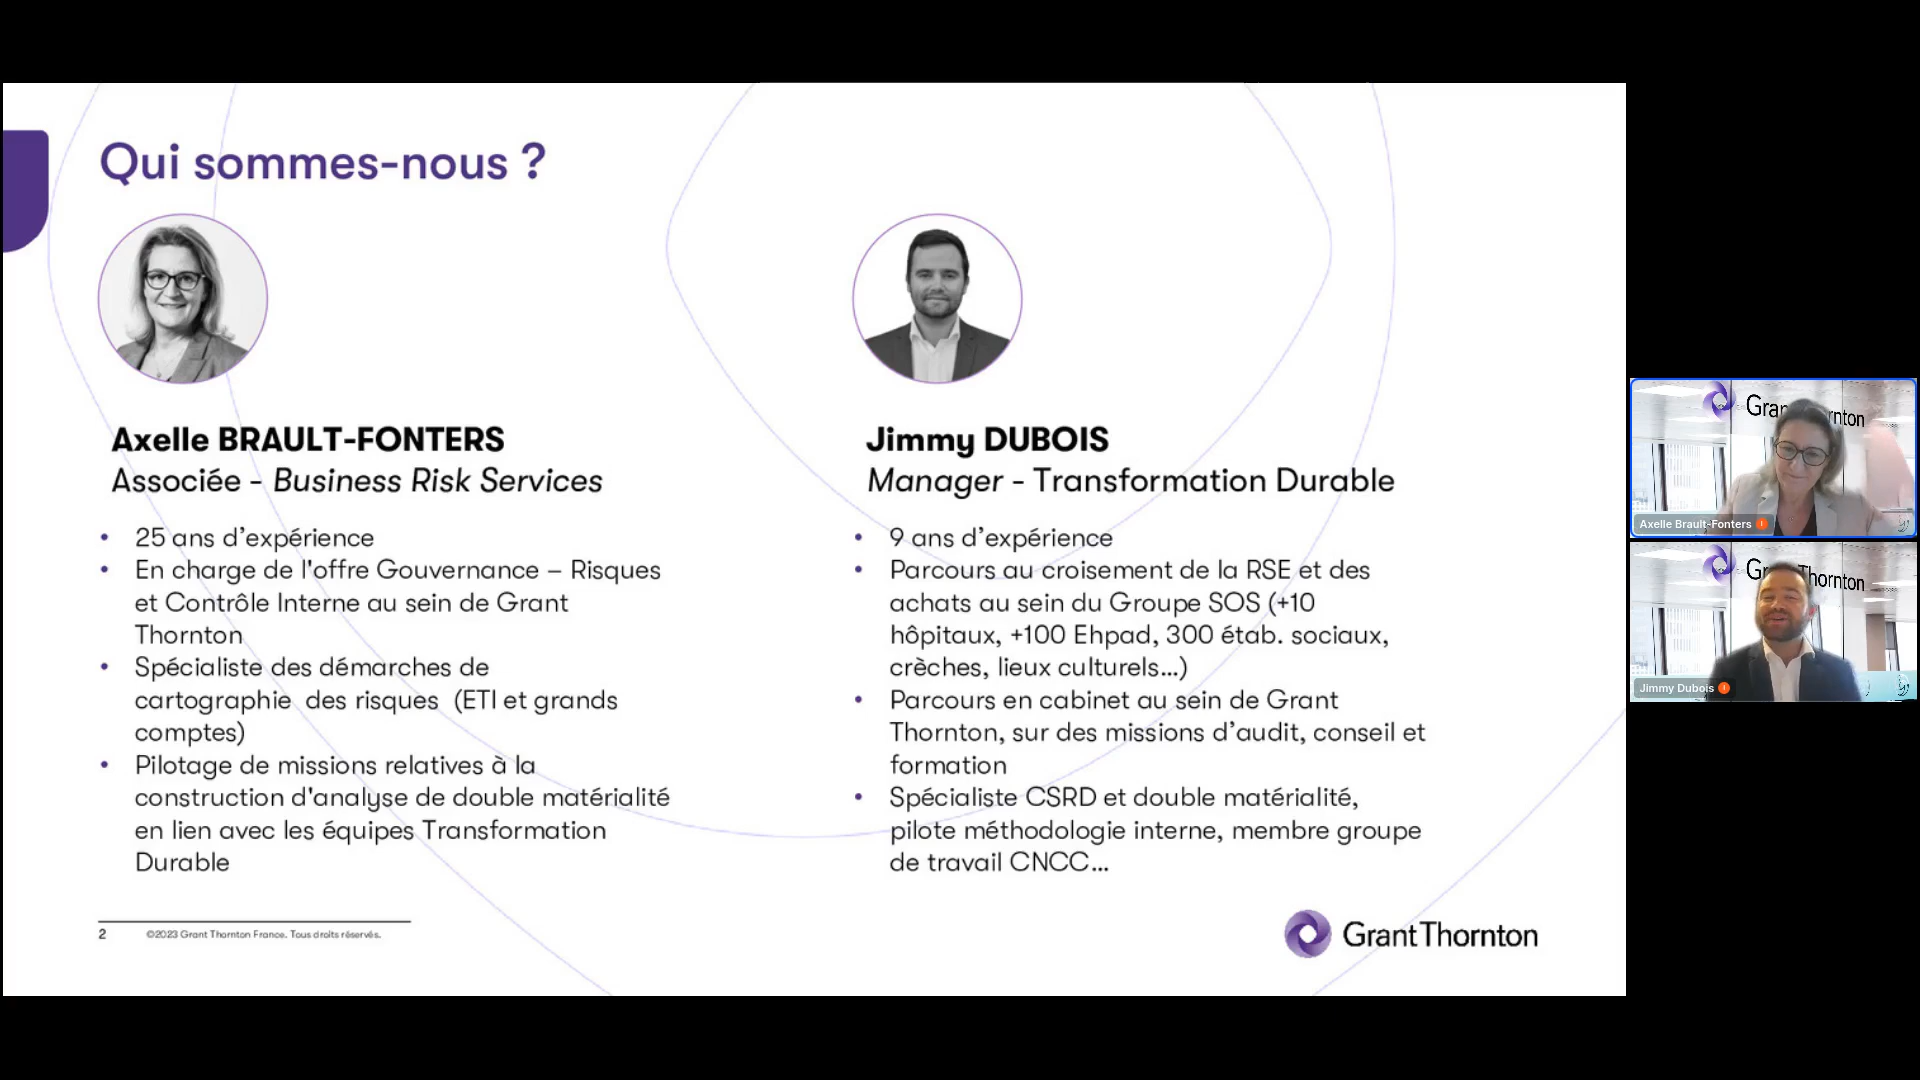 Qui sommes-nous ?
Axelle BRAULT-FONTERS
Associée - Business Risk Services
• 25 ans d’expérience
• En charge de l'offre Gouvernance – Risques
et Contrôle Interne au sein de Grant
Thornton
• Spécialiste des démarches de
cartographie des risques (ETI et grands
comptes)
• Pilotage de missions relatives à la
construction d'analyse de double matérialité
en lien avec les équipes Transformation
Durable
Jimmy DUBOIS
Manager - Transformation Durable
• 9 ans d’expérience
• Parcours au croisement de la RSE et des
achats au sein du Groupe SOS (+10
hôpitaux, +100 Ehpad, 300 étab. sociaux,
crèches, lieux culturels...)
• Parcours en cabinet au sein de Grant
Thornton, sur des missions d’audit, conseil et
formation
• Spécialiste CSRD et double matérialité,
pilote méthodologie interne, membre groupe
de travail CNCC...
2 ©2023 Grant Thornton France. Tous droits réservés.
GrantThornton
Gra rnton
Axelle Brault-Fonters
Gr Thornton
Jimmy Dubois